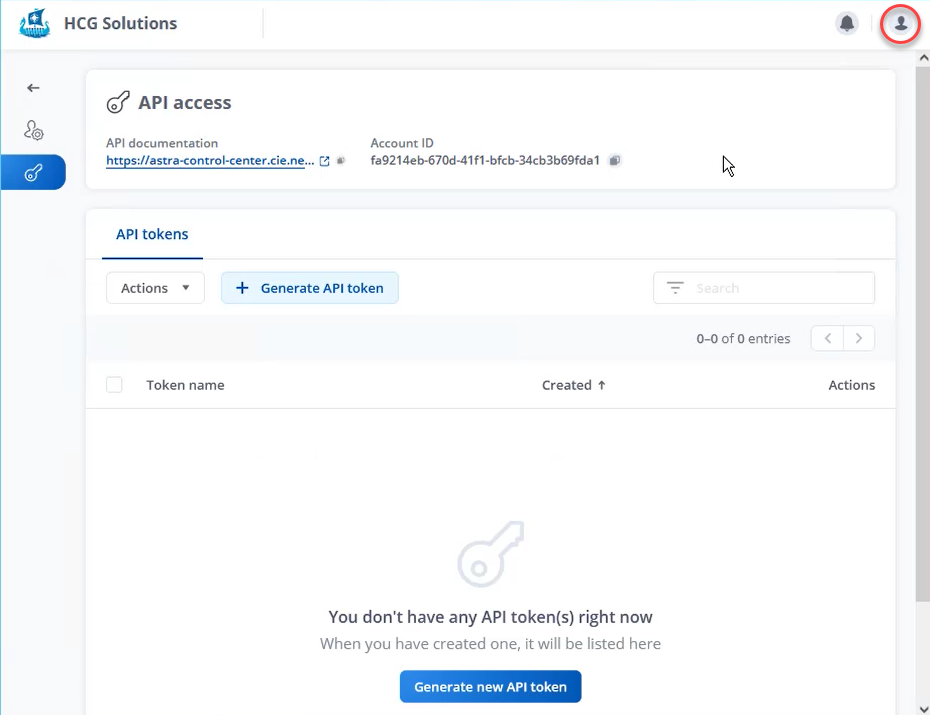 HCG Solutions
API access
API documentation
Account ID
https://astra-control-center.cie.ne...
fa9214eb-670d-41f1-bfcb-34cb3b69fda1
API tokens
Actions
+ Generate API token
Search
0–0 of 0 entries
Token name
Created ↑
Actions
You don't have any API token(s) right now
When you have created one, it will be listed here
Generate new API token